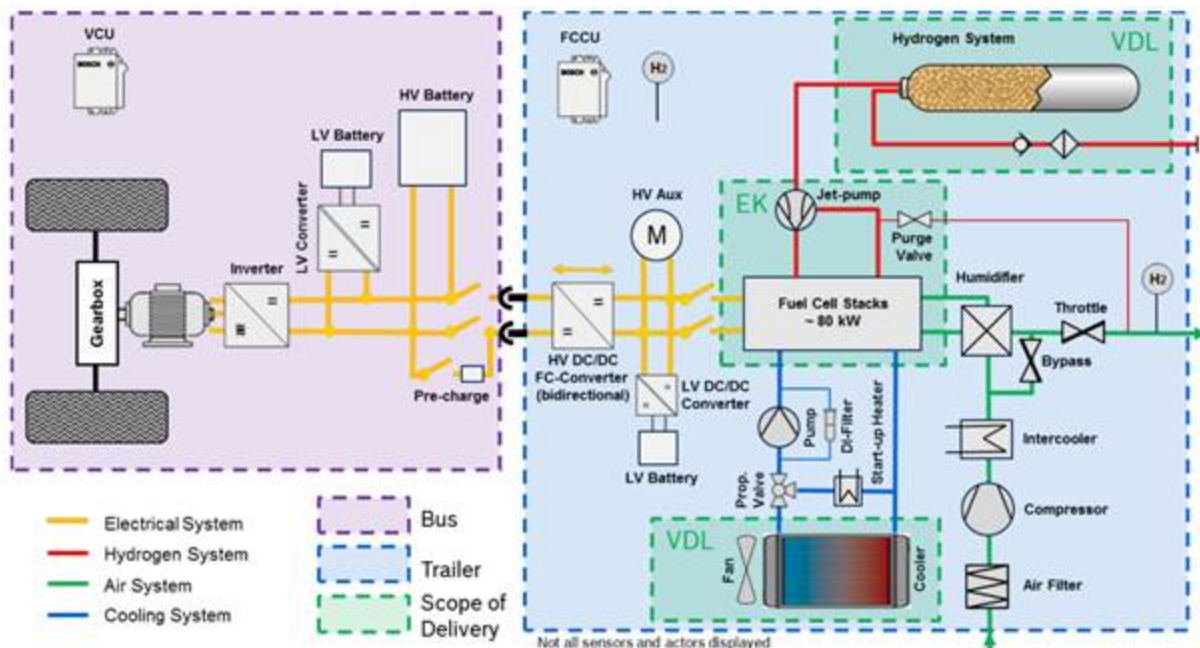 VCU
BOSCH
HV Battery
LV Battery
LV Converter
Inverter
Gearbox
Pre-charge
FCCU
BOSCH
H2
Hydrogen System
VDL
HV Aux
M
EK
Jet-pump
Purge
Valve
Humidifier
H2
Fuel Cell Stacks
~ 80 kW
Throttle
Bypass
HV DC/DC
FC-Converter
(bidirectional)
LV DC/DC
Converter
LV Battery
Pump
DI-Filter
Start-up Heater
Prop.
Valve
Intercooler
Compressor
VDL
Fan
Cooler
Air Filter
Electrical System
Hydrogen System
Air System
Cooling System
Bus
Trailer
Scope of
Delivery
Not all sensors and actors displayed